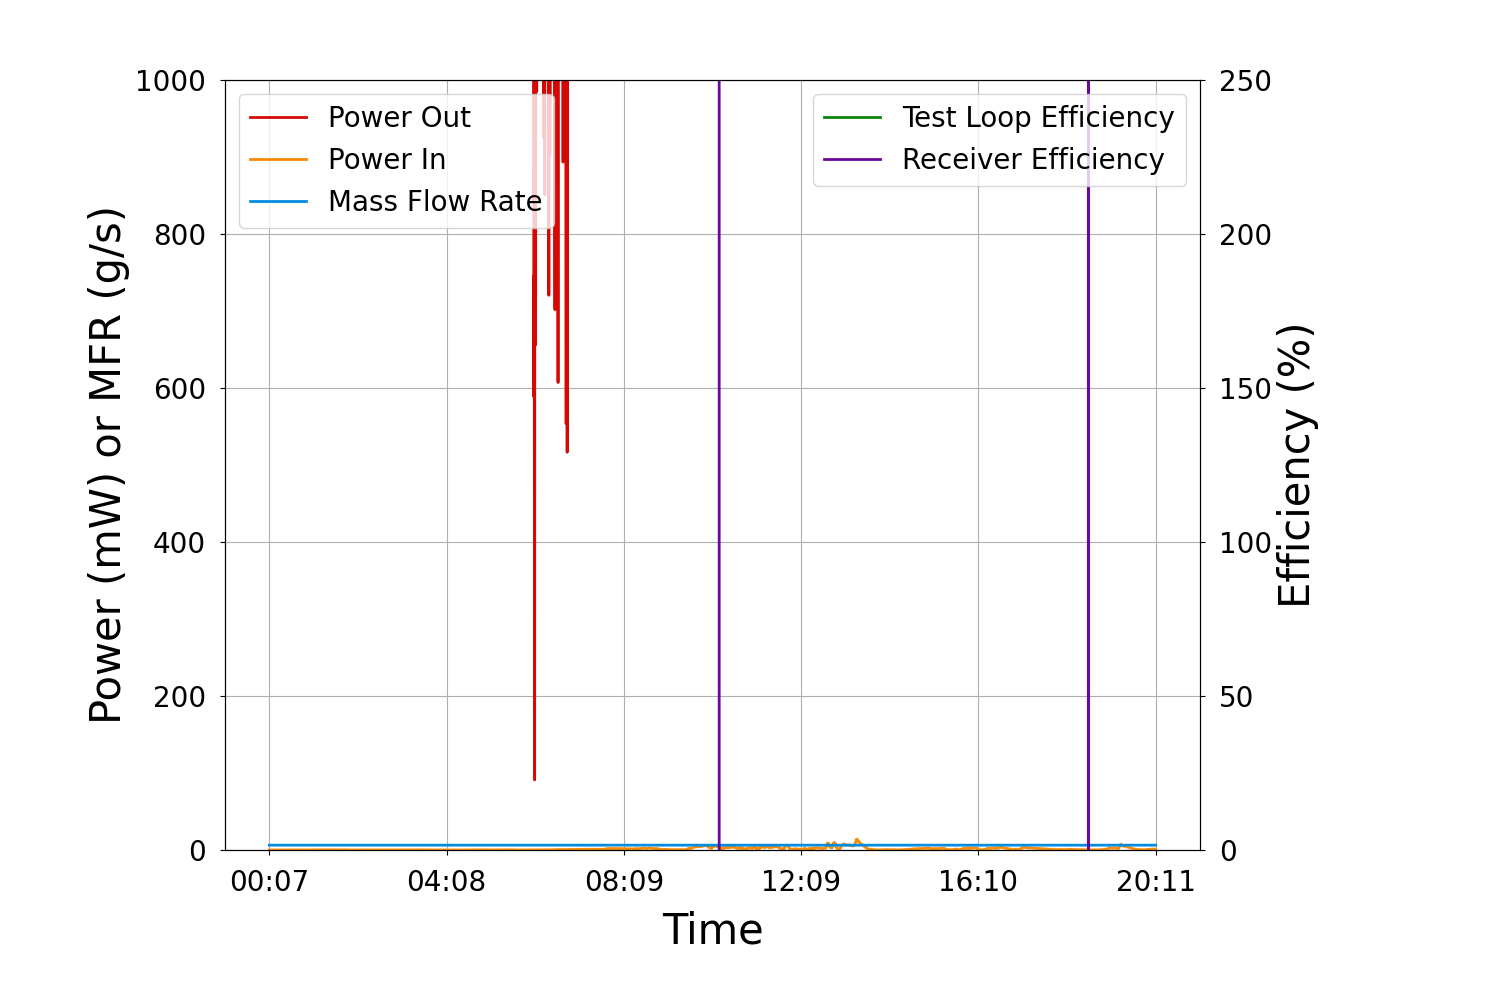 1000
800
600
400
200
0
Power (mW) or MFR (g/s)
Power Out
Power In
Mass Flow Rate
Test Loop Efficiency
Receiver Efficiency
250
200
150
100
50
0
Efficiency (%)
00:07 04:08 08:09 12:09 16:10 20:11
Time